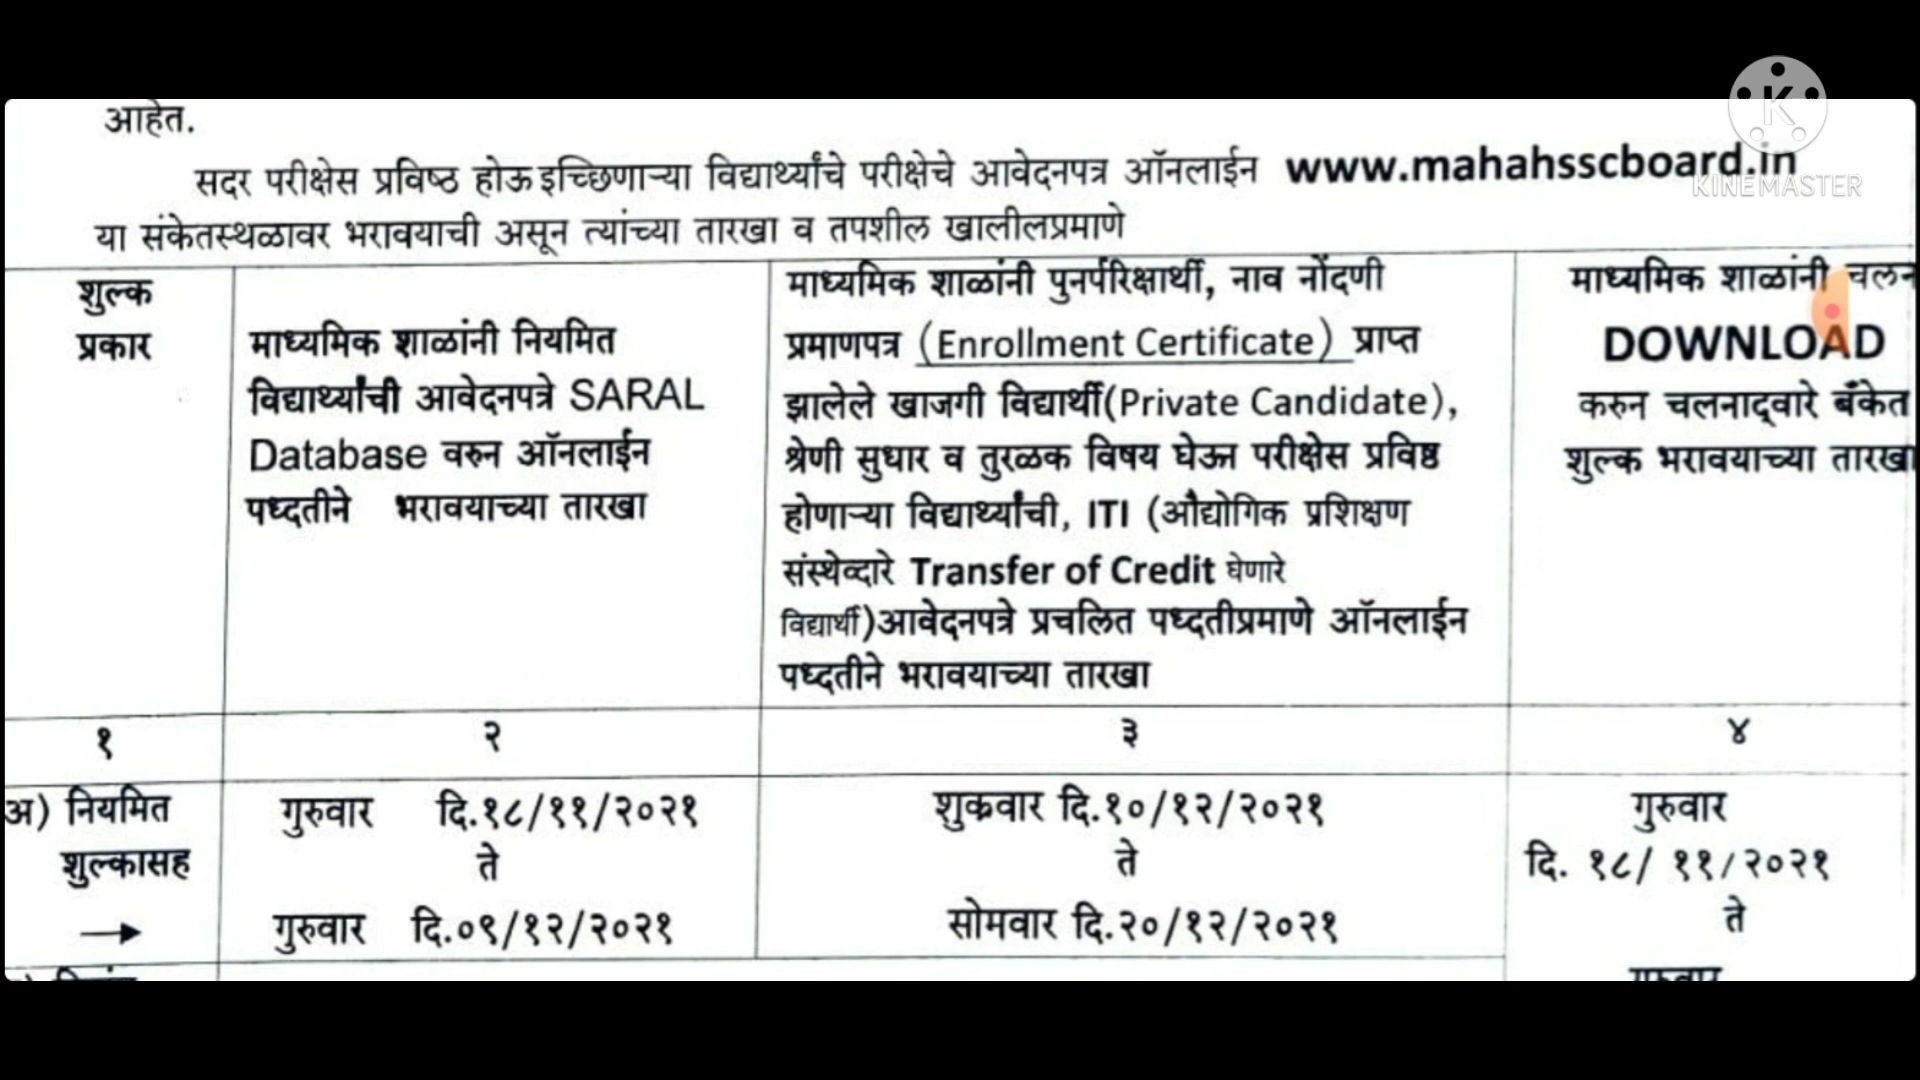 आहेत.
सदर परीक्षेस प्रविष्ठ होऊ इच्छिणाऱ्या विद्यार्थ्यांचे परीक्षेचे आवेदनपत्र ऑनलाईन www.mahahsscboard.in
KINEMASTER
या संकेतस्थळावर भरावयाची असून त्यांच्या तारखा व तपशील खालीलप्रमाणे
शुल्क
प्रकार
माध्यमिक शाळांनी नियमित
विद्यार्थ्यांची आवेदनपत्रे SARAL
Database वरुन ऑनलाईन
पध्दतीने भरावयाच्या तारखा
माध्यमिक शाळांनी पुनर्परिक्षार्थी, नाव नोंदणी
प्रमाणपत्र (Enrollment Certificate) प्राप्त
झालेले खाजगी विद्यार्थी(Private Candidate),
श्रेणी सुधार व तुरळक विषय घेऊन परीक्षेस प्रविष्ठ
होणाऱ्या विद्यार्थ्यांची, ITI (औद्योगिक प्रशिक्षण
संस्थेव्दारे Transfer of Credit घेणारे
विद्यार्थी)आवेदनपत्रे प्रचलित पध्दतीप्रमाणे ऑनलाईन
पध्दतीने भरावयाच्या तारखा
माध्यमिक शाळांनी चलन
DOWNLOAD
करुन चलनाद्वारे बँकेत
शुल्क भरावयाच्या तारखा
१ २ ३ ४
अ) नियमित
शुल्कासह
→
गुरुवार दि.१८/११/२०२१
ते
गुरुवार दि.०९/१२/२०२१
शुक्रवार दि.१०/१२/२०२१
ते
सोमवार दि.२०/१२/२०२१
गुरुवार
दि. १८/ ११/२०२१
ते
गुरुवार